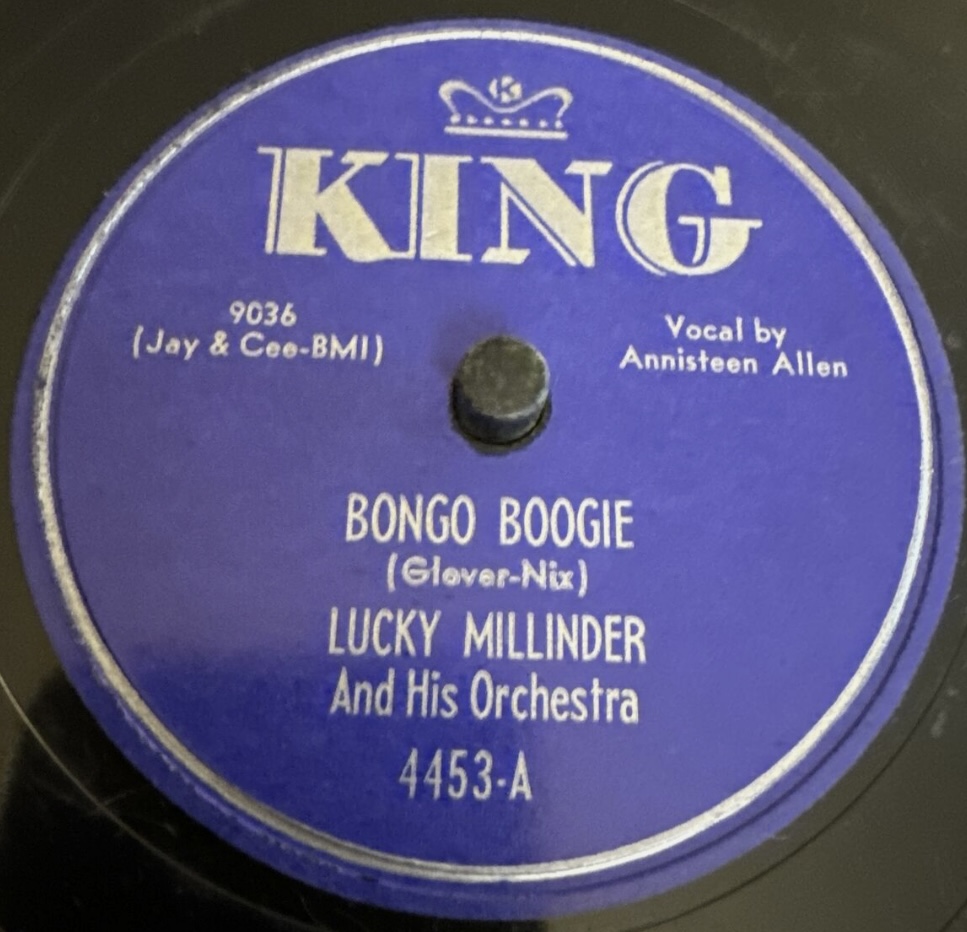 K
KING
9036
(Jay & Cee-BMI)
Vocal by
Annisteen Allen
BONGO BOOGIE
(Glover-Nix)
LUCKY MILLINDER
And His Orchestra
4453-A